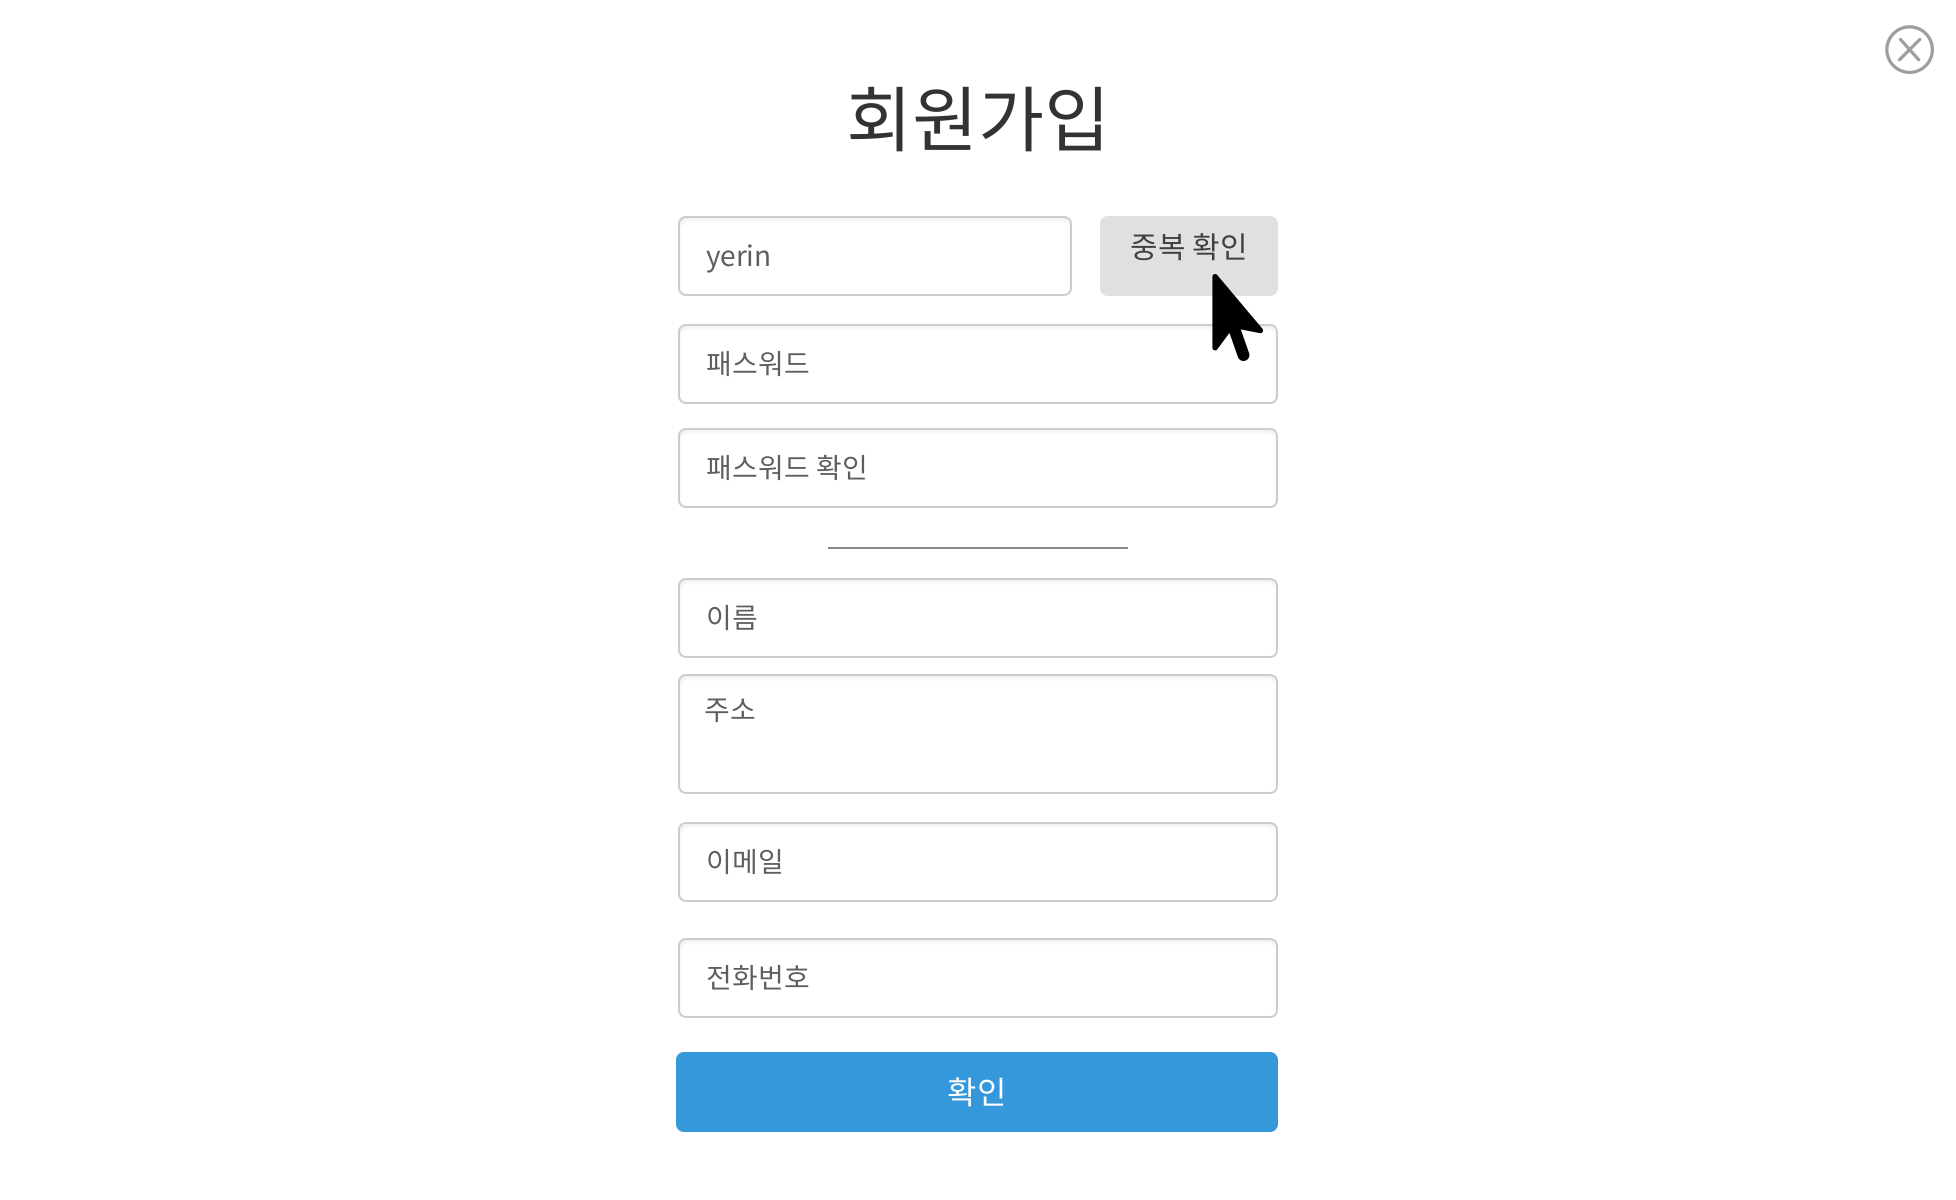 회원가입
yerin
중복 확인
패스워드
패스워드 확인
이름
주소
이메일
전화번호
확인